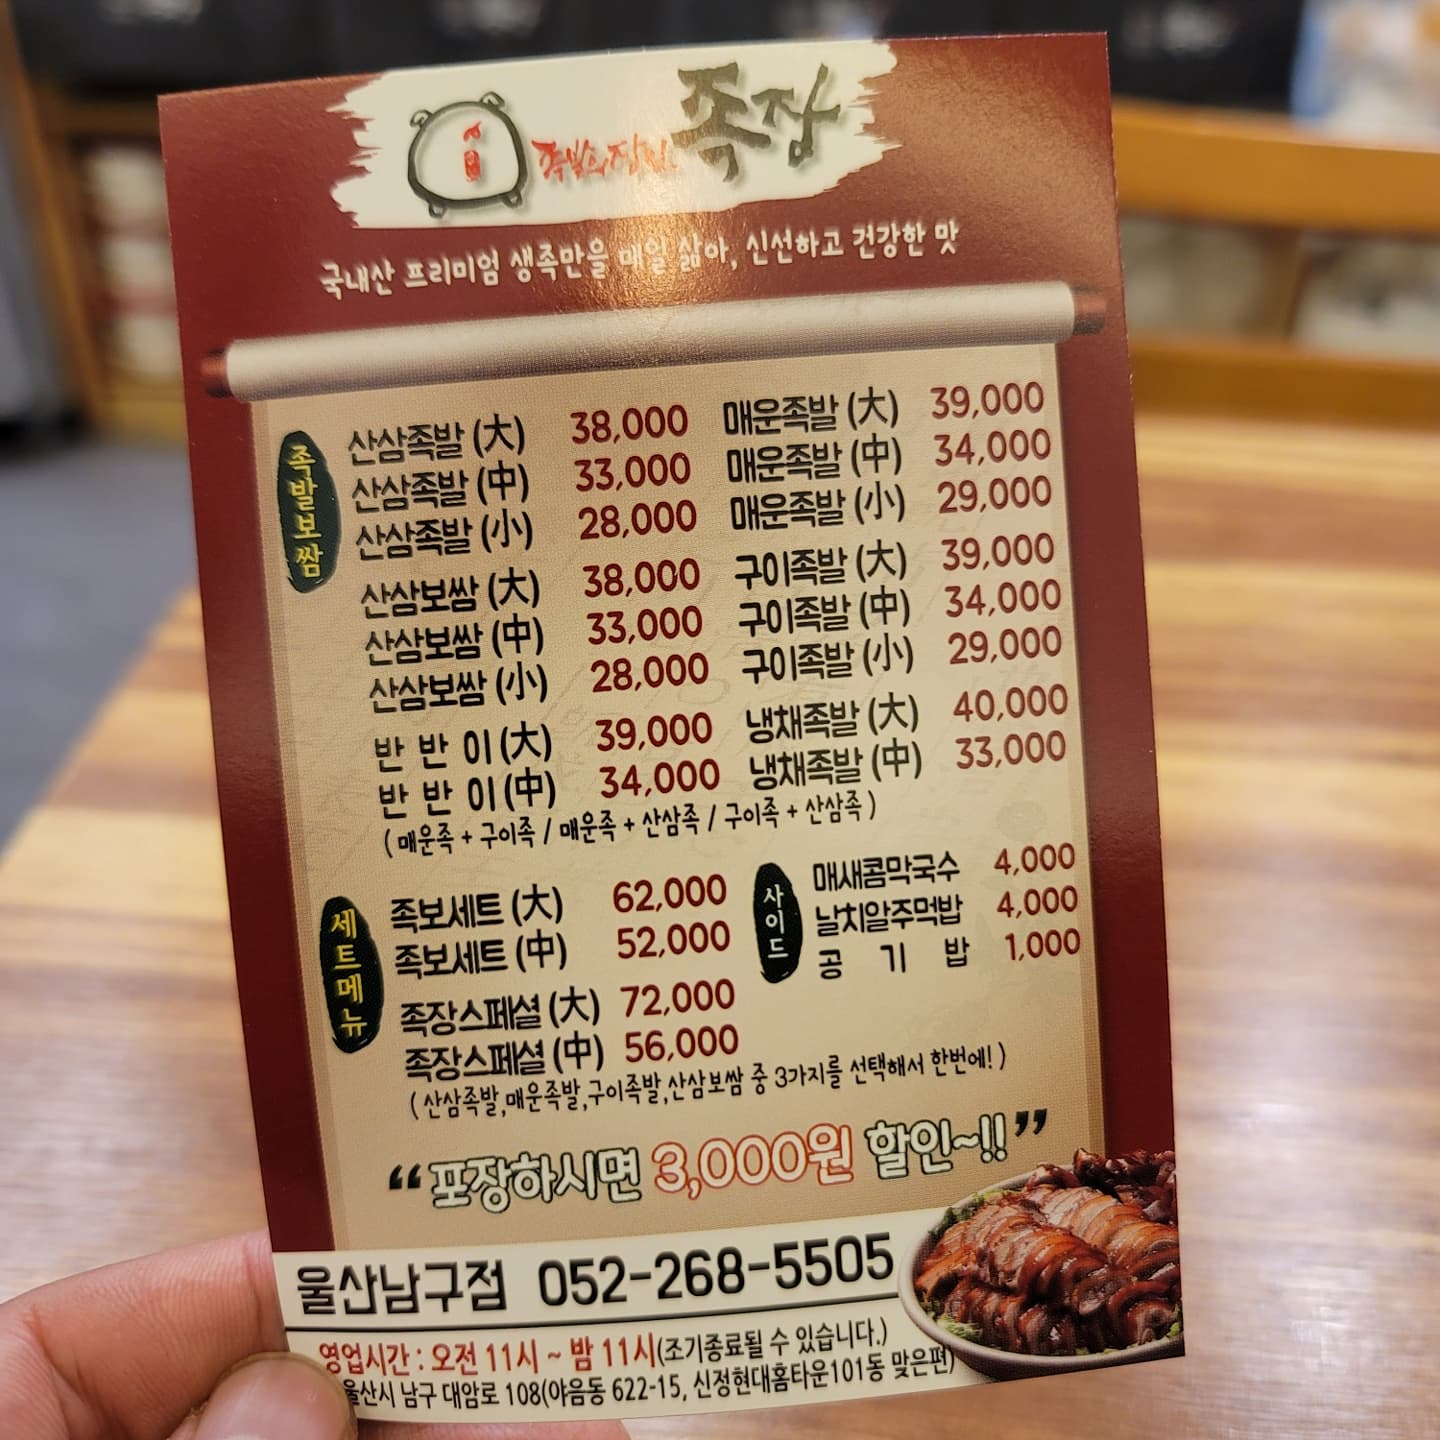 족발의장인 족장
국내산 프리미엄 생족만을 매일 삶아, 신선하고 건강한 맛
족발보쌈
산삼족발 (大) 38,000
산삼족발 (中) 33,000
산삼족발 (小) 28,000
산삼보쌈 (大) 38,000
산삼보쌈 (中) 33,000
산삼보쌈 (小) 28,000
반 반 이 (大) 39,000
반 반 이 (中) 34,000
매운족발 (大) 39,000
매운족발 (中) 34,000
매운족발 (小) 29,000
구이족발 (大) 39,000
구이족발 (中) 34,000
구이족발 (小) 29,000
냉채족발 (大) 40,000
냉채족발 (中) 33,000
( 매운족 + 구이족 / 매운족 + 산삼족 / 구이족 + 산삼족 )
세트메뉴
족보세트 (大) 62,000
족보세트 (中) 52,000
족장스페셜 (大) 72,000
족장스페셜 (中) 56,000
( 산삼족발,매운족발,구이족발,산삼보쌈 중 3가지를 선택해서 한번에! )
사이드
매새콤막국수 4,000
날치알주먹밥 4,000
공 기 밥 1,000
“포장하시면 3,000원 할인~!!”
울산남구점 052-268-5505
영업시간 : 오전 11시 ~ 밤 11시(조기종료될 수 있습니다.)
울산시 남구 대암로 108(야음동 622-15, 신정현대홈타운101동 맞은편)